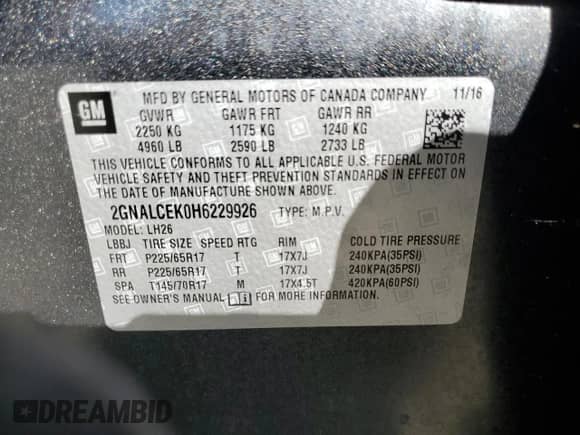 GM
MFD BY GENERAL MOTORS OF CANADA COMPANY 11/16
GVWR GAWR FRT GAWR RR
2250 KG 1175 KG 1240 KG
4960 LB 2590 LB 2733 LB
THIS VEHICLE CONFORMS TO ALL APPLICABLE U.S. FEDERAL MOTOR
VEHICLE SAFETY AND THEFT PREVENTION STANDARDS IN EFFECT ON
THE DATE OF MANUFACTURE SHOWN ABOVE.
2GNALCEK0H6229926 TYPE: M.P.V.
MODEL: LH26
LBBJ TIRE SIZE SPEED RTG RIM COLD TIRE PRESSURE
FRT P225/65R17 T 17X7J 240KPA(35PSI)
RR P225/65R17 T 17X7J 240KPA(35PSI)
SPA T145/70R17 M 17X4.5T 420KPA(60PSI)
SEE OWNER'S MANUAL i FOR MORE INFORMATION.
DREAMBID